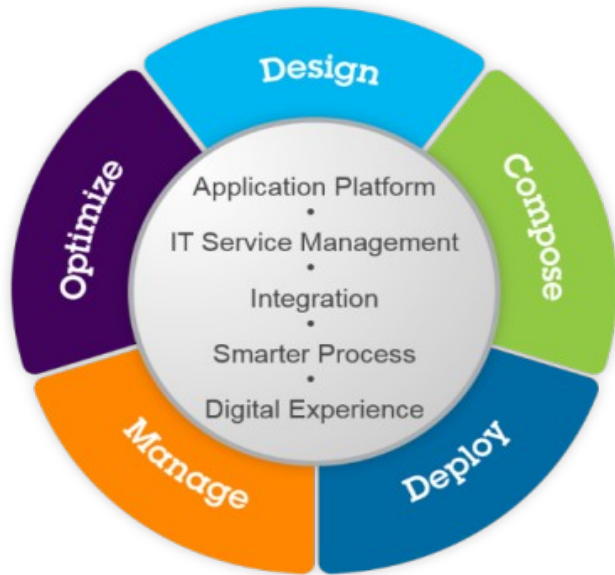 Design
Compose
Deploy
Manage
Optimize
Application Platform
•
IT Service Management
•
Integration
•
Smarter Process
•
Digital Experience